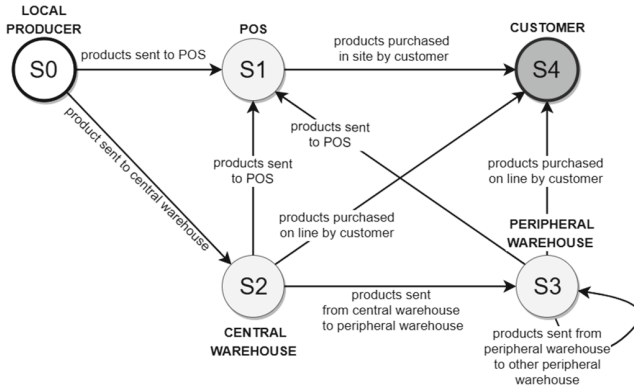 LOCAL
PRODUCER
POS
CUSTOMER
products sent to POS
products purchased
in site by customer
S0
S1
S4
product sent to central warehouse
products sent
to POS
products sent
to POS
products purchased
on line by customer
products purchased
on line by customer
PERIPHERAL
WAREHOUSE
S2
S3
products sent
from central warehouse
to peripheral warehouse
CENTRAL
WAREHOUSE
products sent from
peripheral warehouse
to other peripheral
warehouse